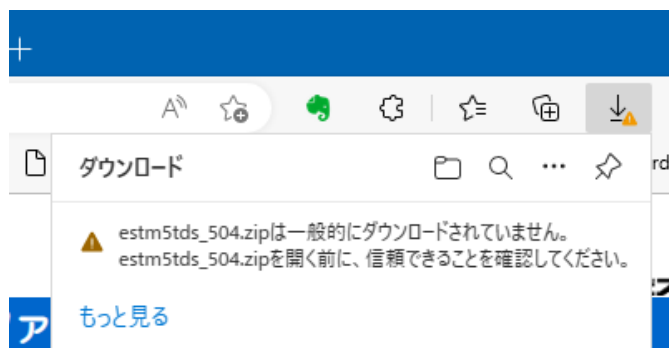 ダウンロード
rd
estm5tds_504.zipは一般的にダウンロードされていません。
estm5tds_504.zipを開く前に、信頼できることを確認してください。
もっと見る
ア